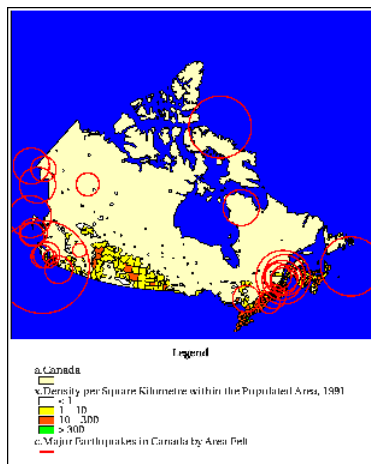 Legend
a.Canada
v.Density per Square Kilometre within the Populated Area, 1991
< 1
1 - 10
10 - 300
> 300
c.Major Earthquakes in Canada by Area Felt